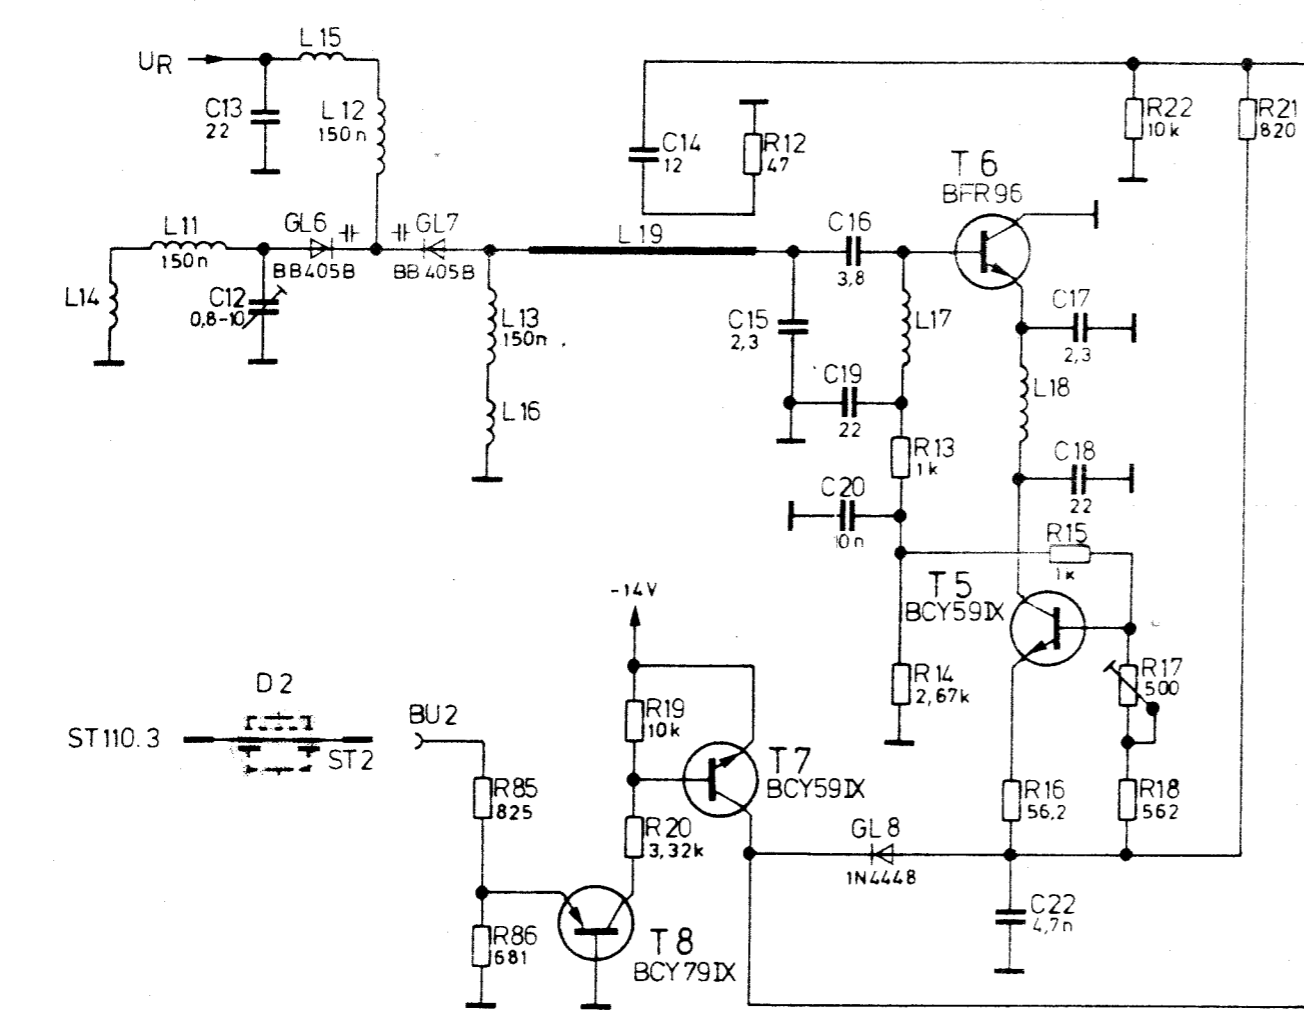 L15
UR
C13
22
L12
150n
C14
12
R12
47
R22
10k
R21
820
T6
BFR96
L11
150n
GL6
BB405B
GL7
BB405B
L19
C16
3,8
L14
C12
0,8-10
L13
150n
C15
2,3
L17
C17
2,3
C19
22
L18
L16
R13
1k
C18
22
C20
10n
R15
1k
T5
BCY59IX
-14V
R14
2,67k
R17
500
D2
ST110.3
ST2
BU2
R19
10k
T7
BCY59IX
R85
825
R16
56,2
R18
562
R20
3,32k
GL8
1N4448
C22
4,7n
R86
681
T8
BCY79IX